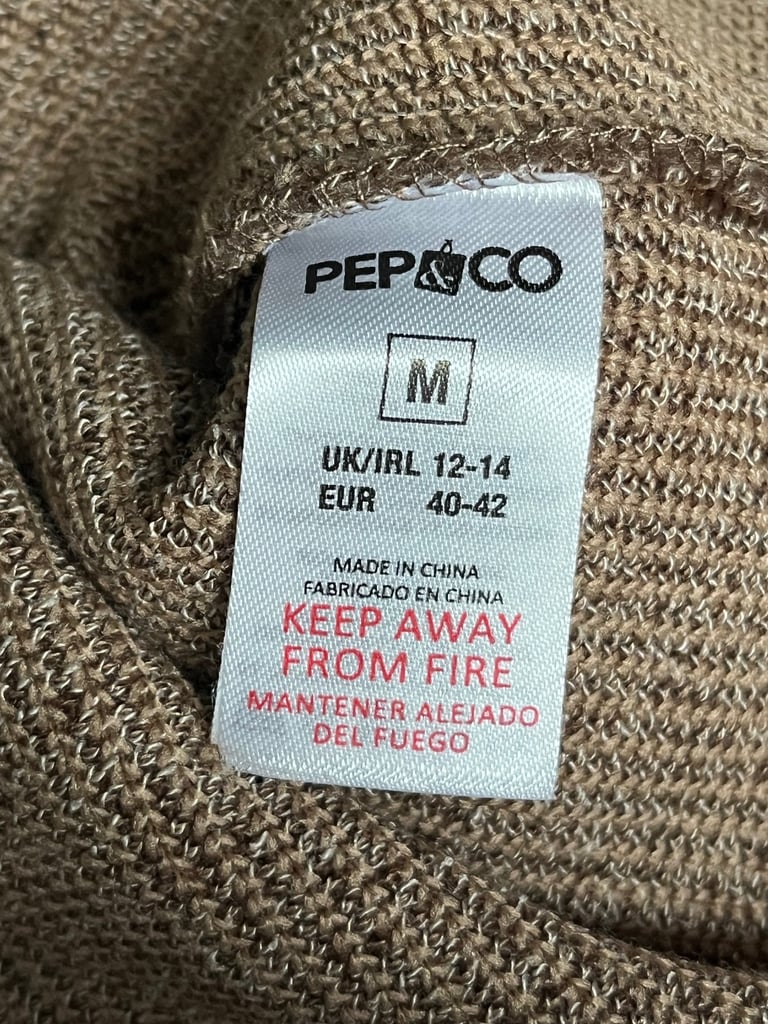 PEP&CO
M
UK/IRL 12-14
EUR 40-42
MADE IN CHINA
FABRICADO EN CHINA
KEEP AWAY
FROM FIRE
MANTENER ALEJADO
DEL FUEGO